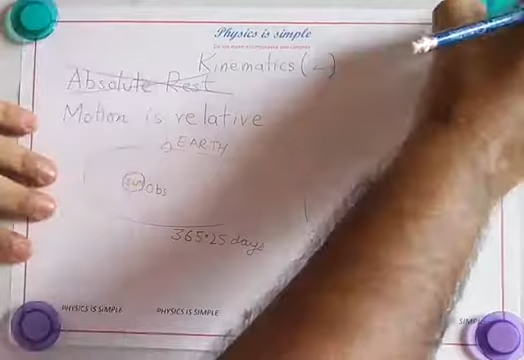 Physics is simple
Kinematics (-)
Absolute Rest
Motion is relative
EARTH
SUN Obs
365.25 days
PHYSICS IS SIMPLE PHYSICS IS SIMPLE SIMPL